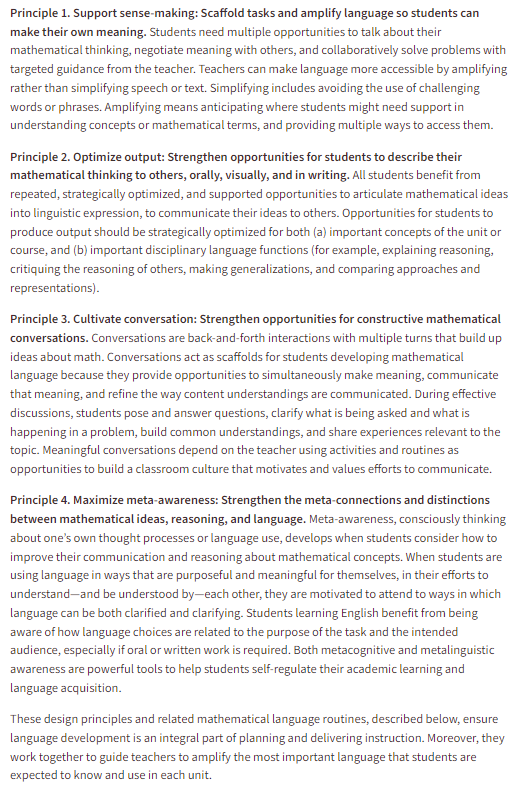 Principle 1. Support sense-making: Scaffold tasks and amplify language so students can
make their own meaning. Students need multiple opportunities to talk about their
mathematical thinking, negotiate meaning with others, and collaboratively solve problems with
targeted guidance from the teacher. Teachers can make language more accessible by amplifying
rather than simplifying speech or text. Simplifying includes avoiding the use of challenging
words or phrases. Amplifying means anticipating where students might need support in
understanding concepts or mathematical terms, and providing multiple ways to access them.
Principle 2. Optimize output: Strengthen opportunities for students to describe their
mathematical thinking to others, orally, visually, and in writing. All students benefit from
repeated, strategically optimized, and supported opportunities to articulate mathematical ideas
into linguistic expression, to communicate their ideas to others. Opportunities for students to
produce output should be strategically optimized for both (a) important concepts of the unit or
course, and (b) important disciplinary language functions (for example, explaining reasoning,
critiquing the reasoning of others, making generalizations, and comparing approaches and
representations).
Principle 3. Cultivate conversation: Strengthen opportunities for constructive mathematical
conversations. Conversations are back-and-forth interactions with multiple turns that build up
ideas about math. Conversations act as scaffolds for students developing mathematical
language because they provide opportunities to simultaneously make meaning, communicate
that meaning, and refine the way content understandings are communicated. During effective
discussions, students pose and answer questions, clarify what is being asked and what is
happening in a problem, build common understandings, and share experiences relevant to the
topic. Meaningful conversations depend on the teacher using activities and routines as
opportunities to build a classroom culture that motivates and values efforts to communicate.
Principle 4. Maximize meta-awareness: Strengthen the meta-connections and distinctions
between mathematical ideas, reasoning, and language. Meta-awareness, consciously thinking
about one's own thought processes or language use, develops when students consider how to
improve their communication and reasoning about mathematical concepts. When students are
using language in ways that are purposeful and meaningful for themselves, in their efforts to
understand—and be understood by—each other, they are motivated to attend to ways in which
language can be both clarified and clarifying. Students learning English benefit from being
aware of how language choices are related to the purpose of the task and the intended
audience, especially if oral or written work is required. Both metacognitive and metalinguistic
awareness are powerful tools to help students self-regulate their academic learning and
language acquisition.
These design principles and related mathematical language routines, described below, ensure
language development is an integral part of planning and delivering instruction. Moreover, they
work together to guide teachers to amplify the most important language that students are
expected to know and use in each unit.